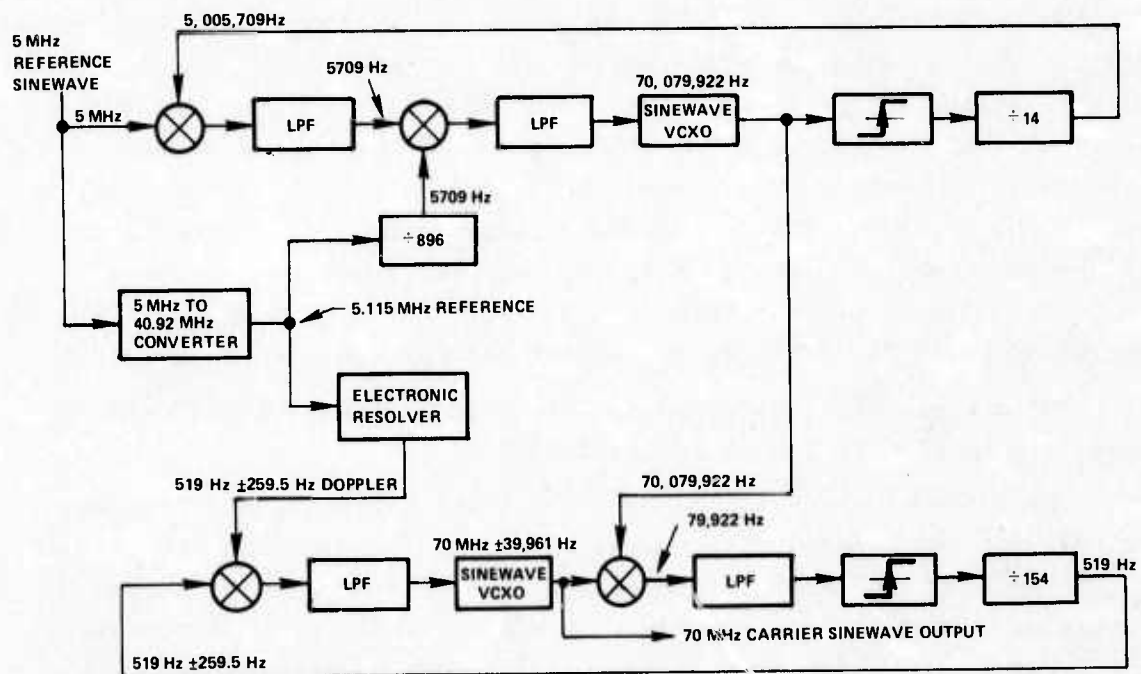 5, 005,709Hz
5 MHz
REFERENCE
SINEWAVE
5 MHz
LPF
5709 Hz
LPF
70, 079,922 Hz
SINEWAVE
VCXO
÷ 14
5709 Hz
÷ 896
5 MHz TO
40.92 MHz
CONVERTER
5.115 MHz REFERENCE
ELECTRONIC
RESOLVER
519 Hz ±259.5 Hz DOPPLER
70, 079,922 Hz
79,922 Hz
70 MHz ±39,961 Hz
LPF
SINEWAVE
VCXO
LPF
÷ 154
519 Hz
70 MHz CARRIER SINEWAVE OUTPUT
519 Hz ±259.5 Hz